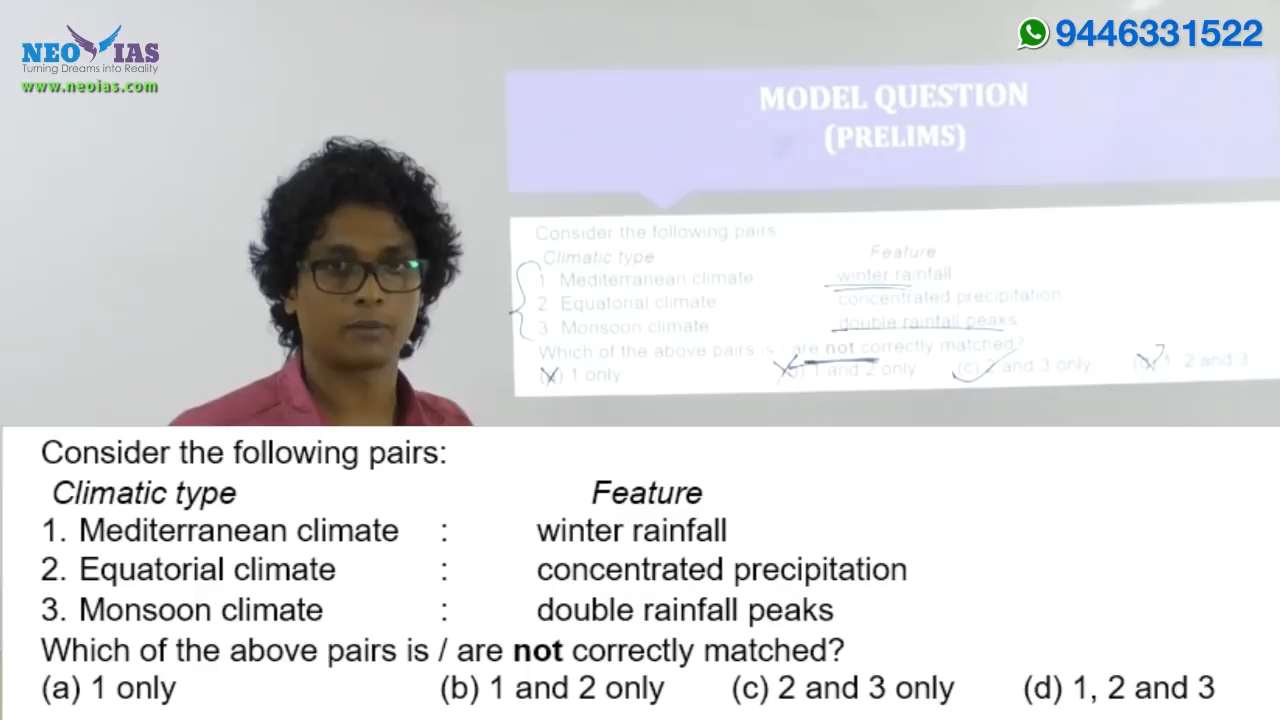 NEO IAS
Turning Dreams into Reality
www.neoias.com
9446331522
MODEL QUESTION
(PRELIMS)
Consider the following pairs
Climatic type Feature
1 Mediterranean climate winter rainfall
2 Equatorial climate concentrated precipitation
3 Monsoon climate double rainfall peaks
Which of the above pairs is / are not correctly matched?
1 only 1 and 2 only (c) 2 and 3 only 1, 2 and 3
Consider the following pairs:
Climatic type Feature
1. Mediterranean climate : winter rainfall
2. Equatorial climate : concentrated precipitation
3. Monsoon climate : double rainfall peaks
Which of the above pairs is / are not correctly matched?
(a) 1 only (b) 1 and 2 only (c) 2 and 3 only (d) 1, 2 and 3